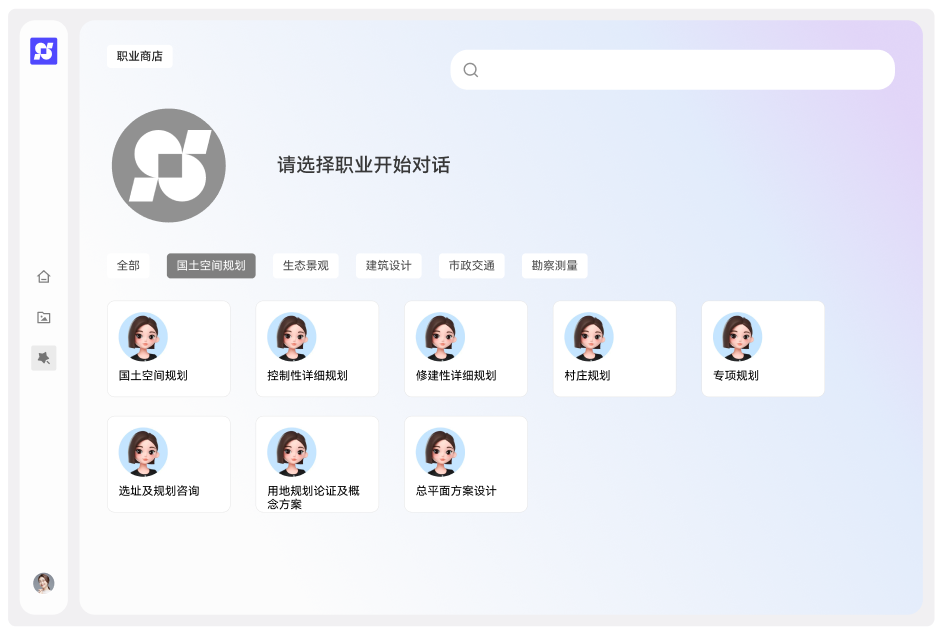 职业商店
请选择职业开始对话
全部 国土空间规划 生态景观 建筑设计 市政交通 勘察测量
国土空间规划 控制性详细规划 修建性详细规划 村庄规划 专项规划
选址及规划咨询 用地规划论证及概 总平面方案设计
念方案